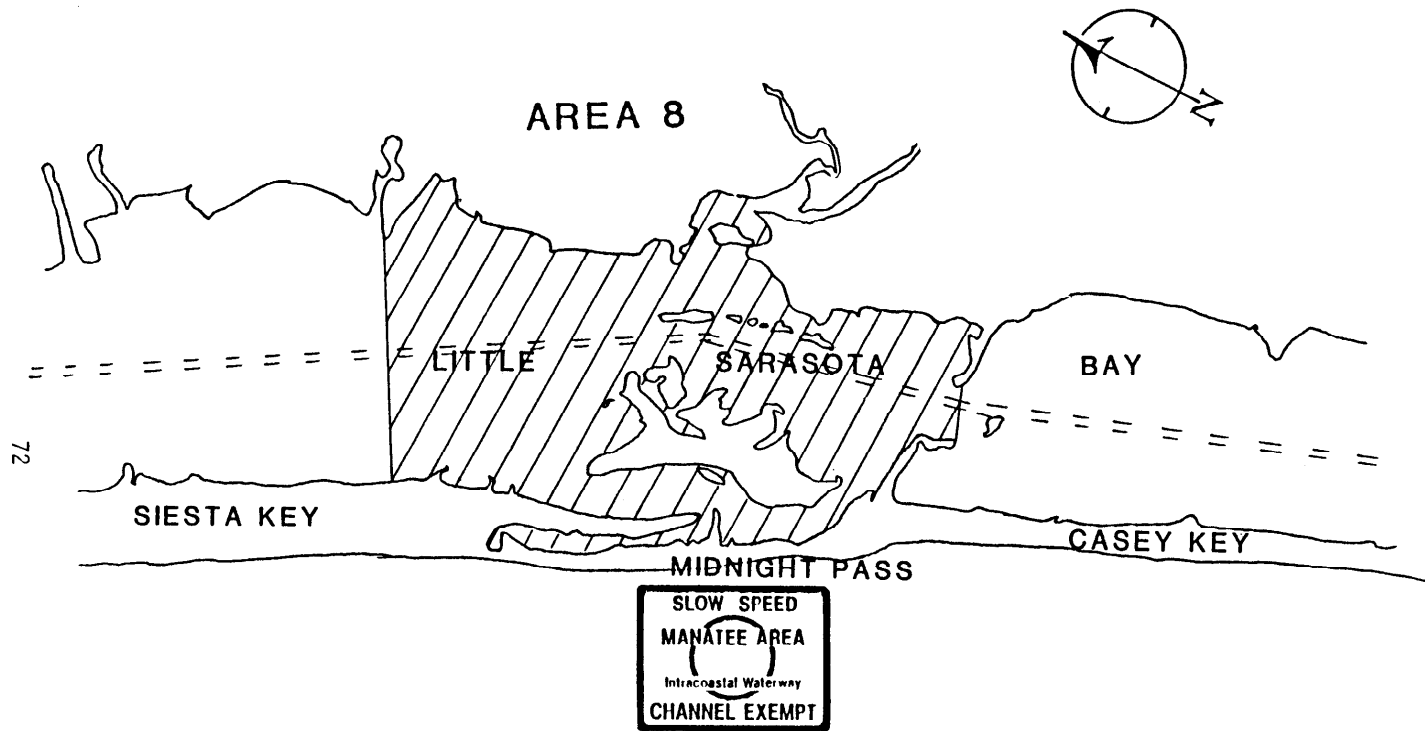 AREA 8
N
LITTLE SARASOTA BAY
72
SIESTA KEY
CASEY KEY
MIDNIGHT PASS
SLOW SPEED
MANATEE AREA
Intracoastal Waterway
CHANNEL EXEMPT